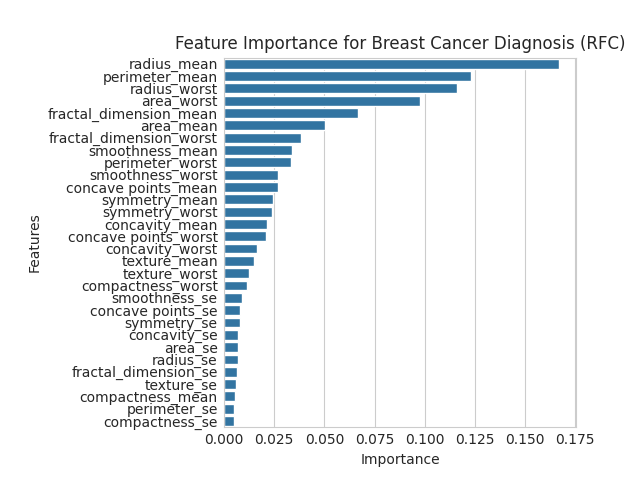 Feature Importance for Breast Cancer Diagnosis (RFC)
radius_mean
perimeter_mean
radius_worst
area_worst
fractal_dimension_mean
area_mean
fractal_dimension_worst
smoothness_mean
perimeter_worst
smoothness_worst
concave points_mean
symmetry_mean
symmetry_worst
concavity_mean
concave points_worst
concavity_worst
texture_mean
texture_worst
compactness_worst
smoothness_se
concave points_se
symmetry_se
concavity_se
area_se
radius_se
fractal_dimension_se
texture_se
compactness_mean
perimeter_se
compactness_se
Features
0.000 0.025 0.050 0.075 0.100 0.125 0.150 0.175
Importance